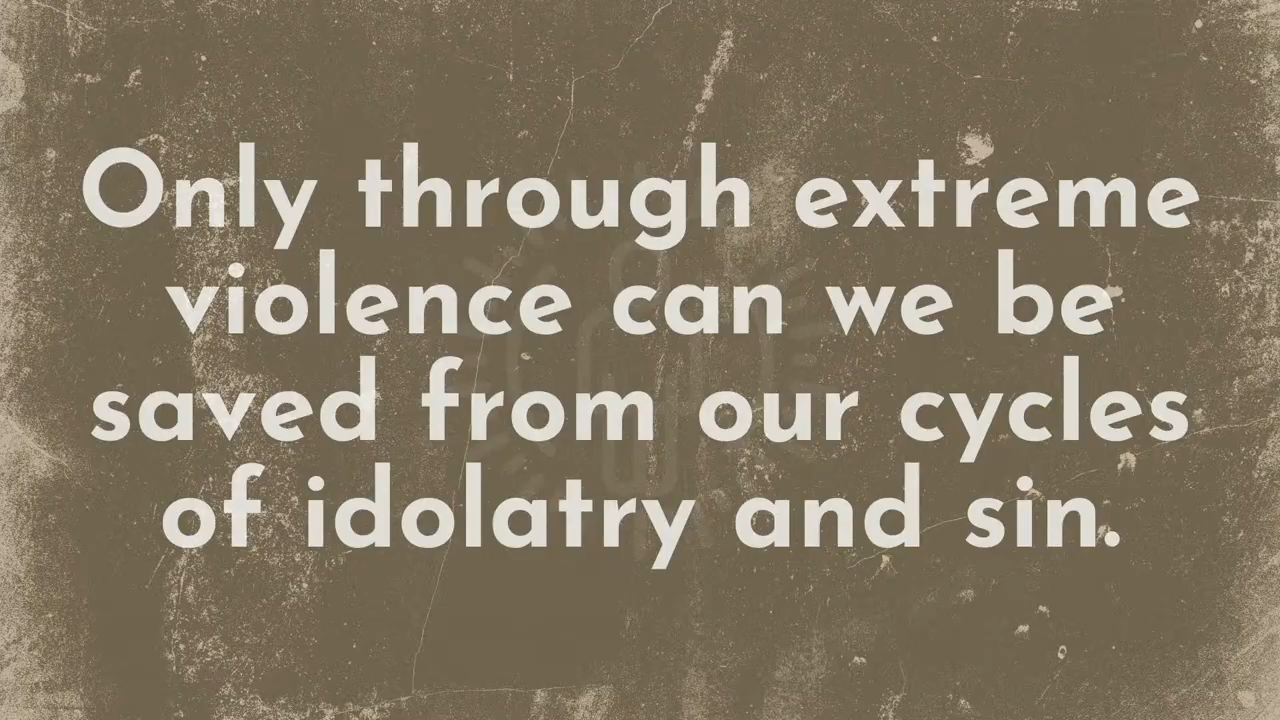 Only through extreme
violence can we be
saved from our cycles
of idolatry and sin.